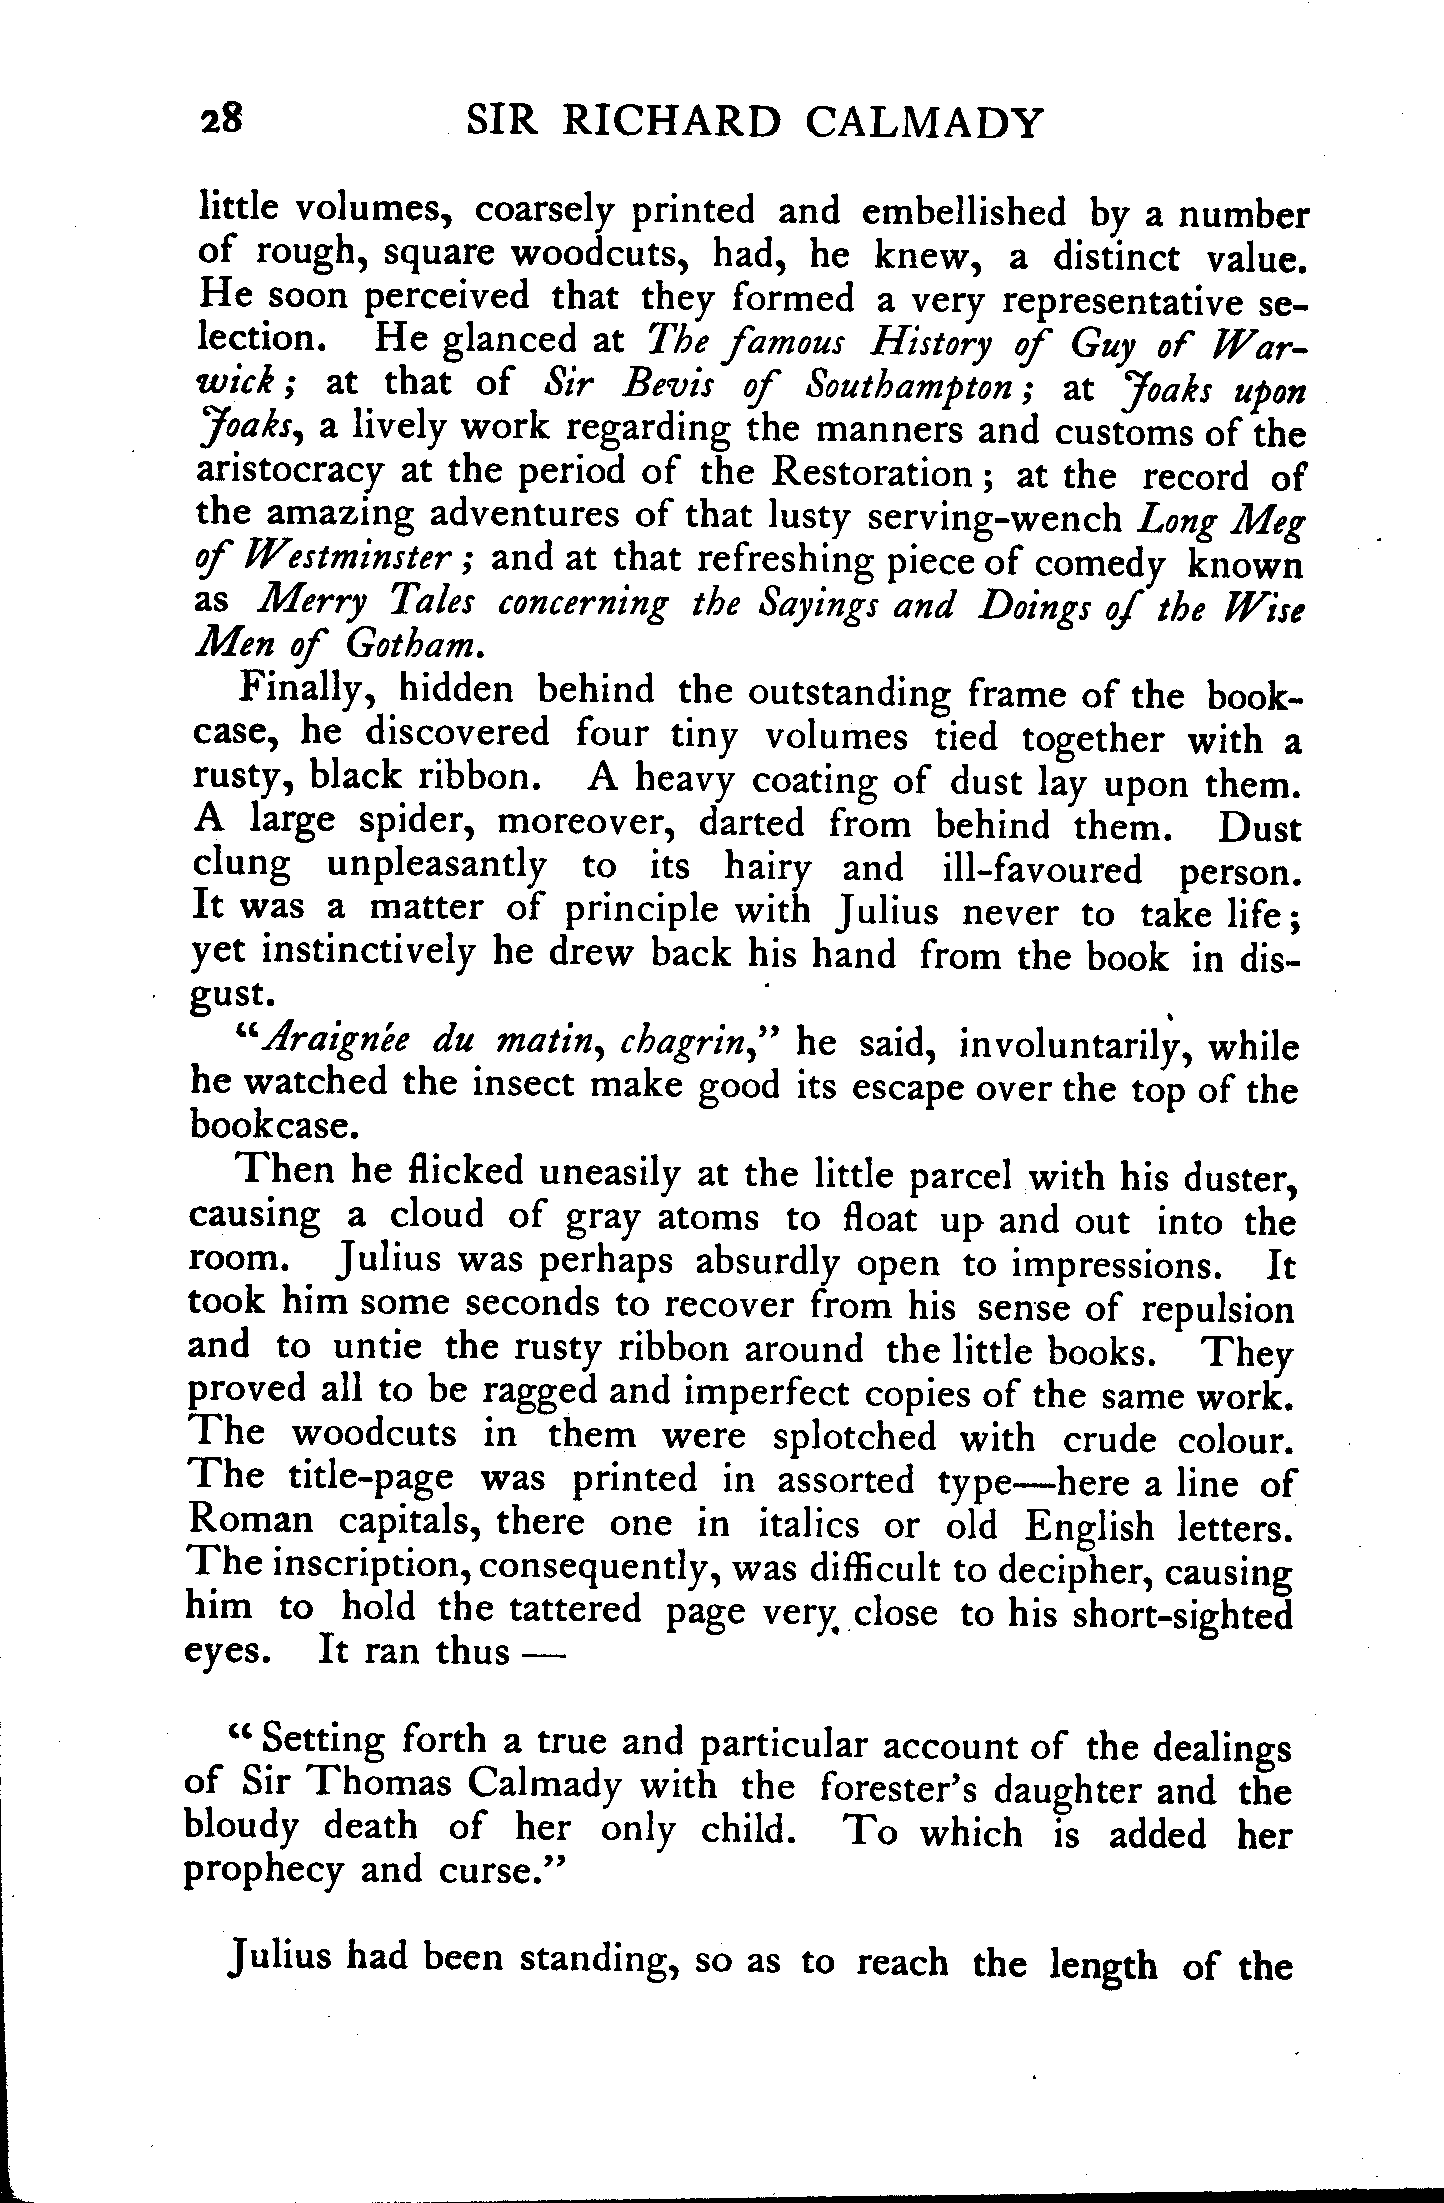 28 SIR RICHARD CALMADY
little volumes, coarsely printed and embellished by a number
of rough, square woodcuts, had, he knew, a distinct value.
He soon perceived that they formed a very representative se-
lection. He glanced at The famous History of Guy of War-
wick; at that of Sir Bevis of Southampton; at Joaks upon
Joaks, a lively work regarding the manners and customs of the
aristocracy at the period of the Restoration; at the record of
the amazing adventures of that lusty serving-wench Long Meg
of Westminster; and at that refreshing piece of comedy known
as Merry Tales concerning the Sayings and Doings of the Wise
Men of Gotham.
Finally, hidden behind the outstanding frame of the book-
case, he discovered four tiny volumes tied together with a
rusty, black ribbon. A heavy coating of dust lay upon them.
A large spider, moreover, darted from behind them. Dust
clung unpleasantly to its hairy and ill-favoured person.
It was a matter of principle with Julius never to take life;
yet instinctively he drew back his hand from the book in dis-
gust.
"Araignée du matin, chagrin," he said, involuntarily, while
he watched the insect make good its escape over the top of the
bookcase.
Then he flicked uneasily at the little parcel with his duster,
causing a cloud of gray atoms to float up and out into the
room. Julius was perhaps absurdly open to impressions. It
took him some seconds to recover from his sense of repulsion
and to untie the rusty ribbon around the little books. They
proved all to be ragged and imperfect copies of the same work.
The woodcuts in them were splotched with crude colour.
The title-page was printed in assorted type—here a line of
Roman capitals, there one in italics or old English letters.
The inscription, consequently, was difficult to decipher, causing
him to hold the tattered page very close to his short-sighted
eyes. It ran thus —
"Setting forth a true and particular account of the dealings
of Sir Thomas Calmady with the forester's daughter and the
bloudy death of her only child. To which is added her
prophecy and curse."
Julius had been standing, so as to reach the length of the